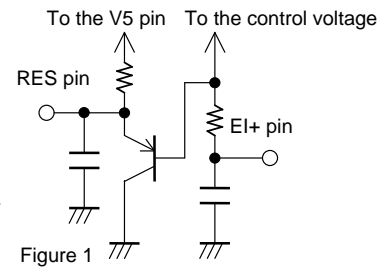 To the V5 pin To the control voltage
RES pin
EI+ pin
Figure 1